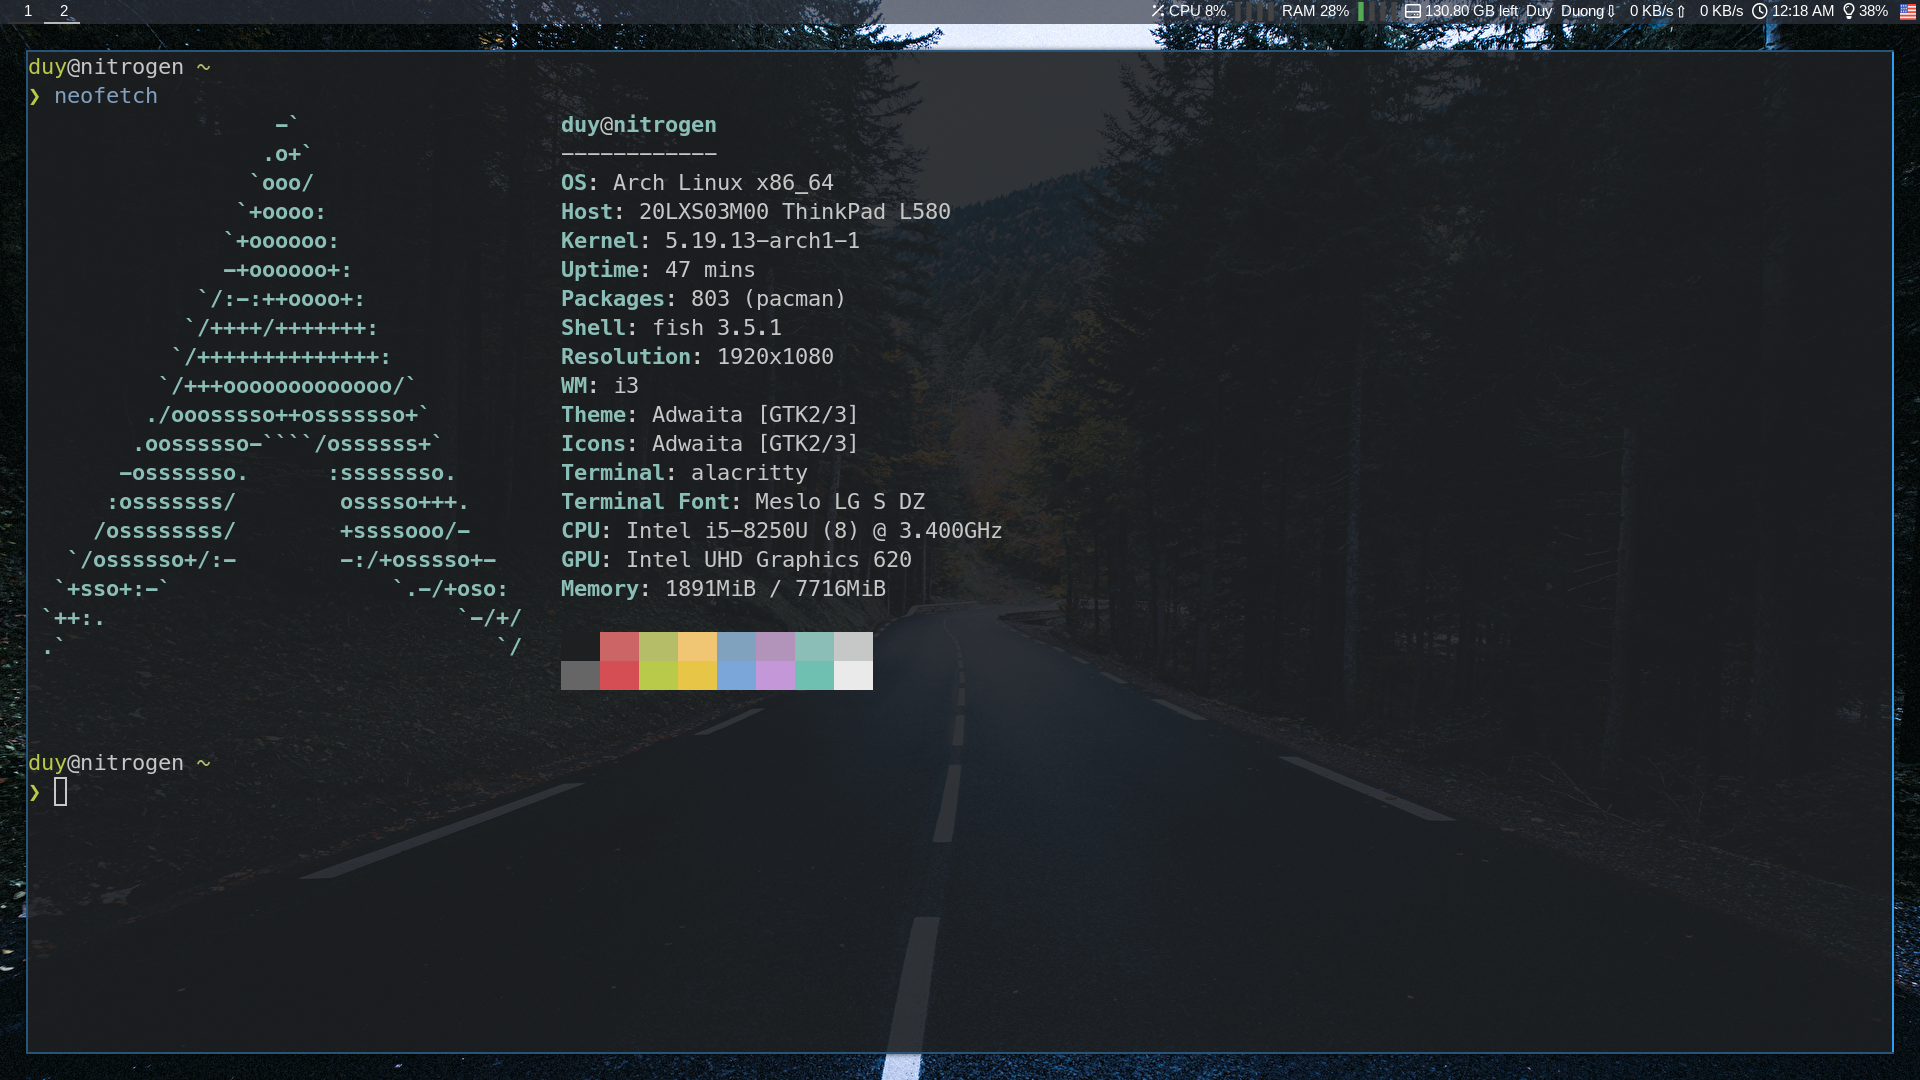 1 2 CPU 8% RAM 28% 130.80 GB left Duy Duong⇩ 0 KB/s⇧ 0 KB/s 12:18 AM 38%
duy@nitrogen ~
❯ neofetch
                   -`                    duy@nitrogen
                  .o+`                   ------------
                 `ooo/                   OS: Arch Linux x86_64
                `+oooo:                  Host: 20LXS03M00 ThinkPad L580
               `+oooooo:                 Kernel: 5.19.13-arch1-1
               -+oooooo+:                Uptime: 47 mins
             `/:-:++oooo+:               Packages: 803 (pacman)
            `/++++/+++++++:              Shell: fish 3.5.1
           `/++++++++++++++:             Resolution: 1920x1080
          `/+++ooooooooooooo/`           WM: i3
         ./ooosssso++osssssso+`          Theme: Adwaita [GTK2/3]
        .oossssso-````/ossssss+`         Icons: Adwaita [GTK2/3]
       -osssssso.      :ssssssso.        Terminal: alacritty
      :osssssss/        osssso+++.       Terminal Font: Meslo LG S DZ
     /ossssssss/        +ssssooo/-       CPU: Intel i5-8250U (8) @ 3.400GHz
   `/ossssso+/:-        -:/+osssso+-     GPU: Intel UHD Graphics 620
  `+sso+:-`                 `.-/+oso:    Memory: 1891MiB / 7716MiB
 `++:.                           `-/+/
 .`                                 `/
duy@nitrogen ~
❯